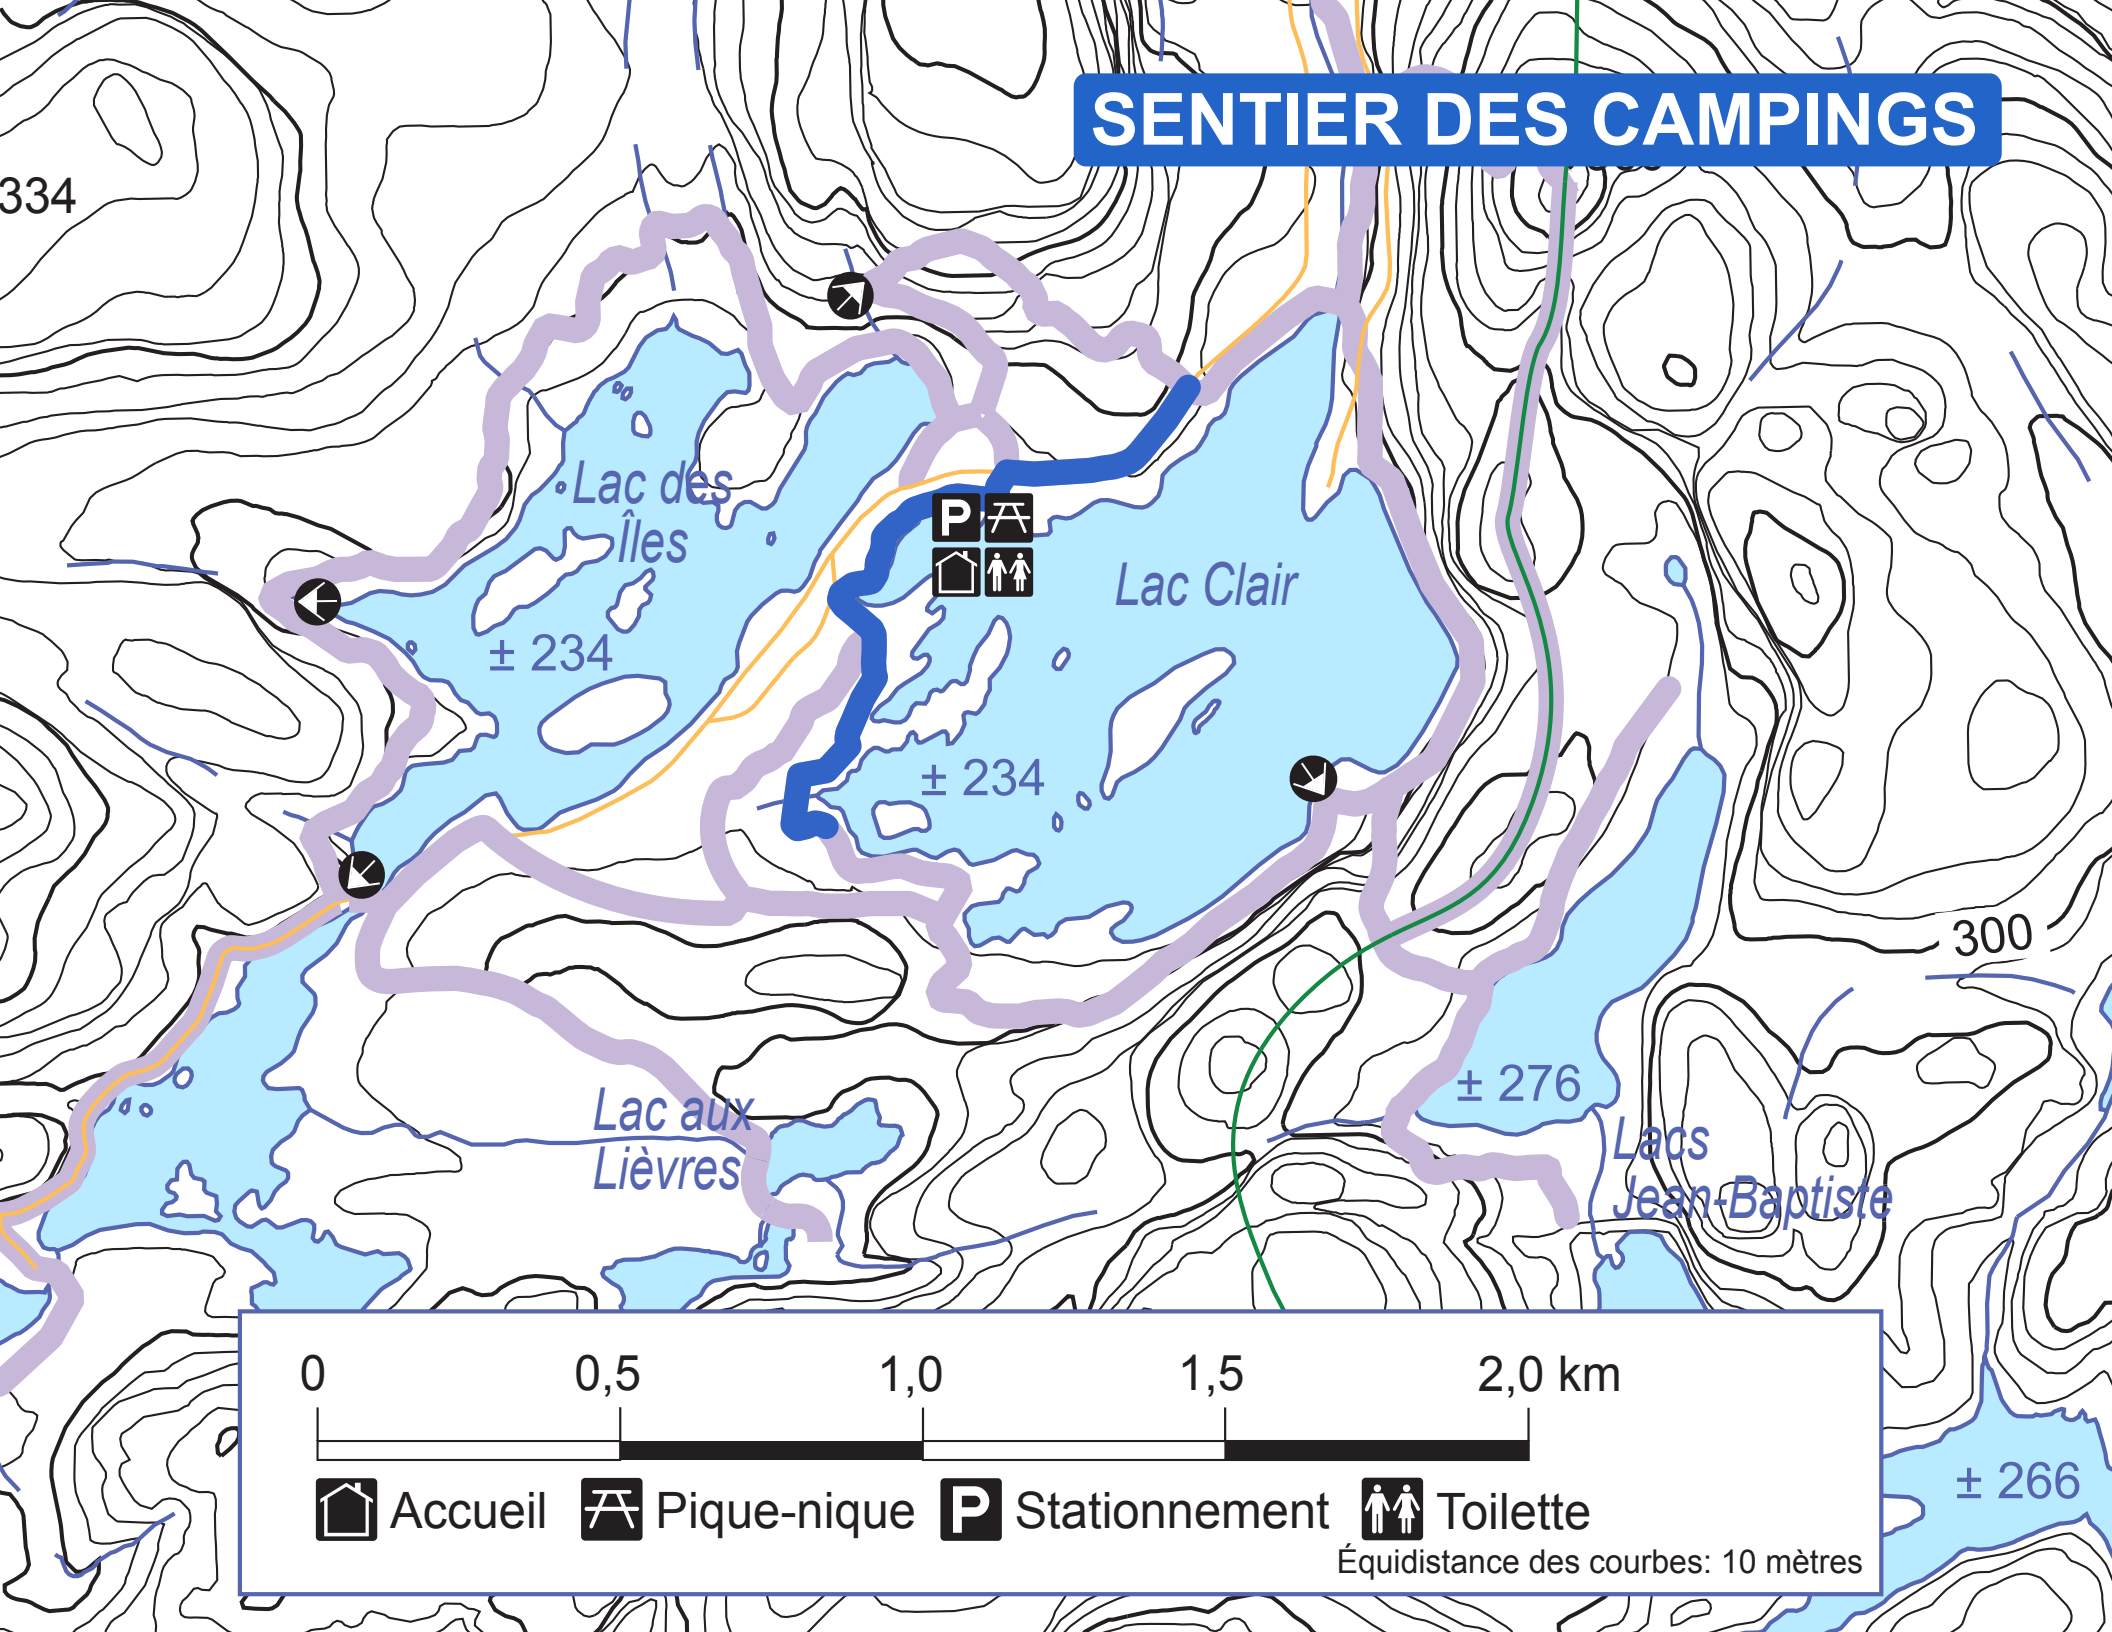 SENTIER DES CAMPINGS
334
Lac des
Îles
± 234
Lac Clair
± 234
P
300
± 276
Lac aux
Lièvres
Lacs
Jean-Baptiste
0 0,5 1,0 1,5 2,0 km
Accueil Pique-nique P Stationnement Toilette
Équidistance des courbes: 10 mètres
± 266